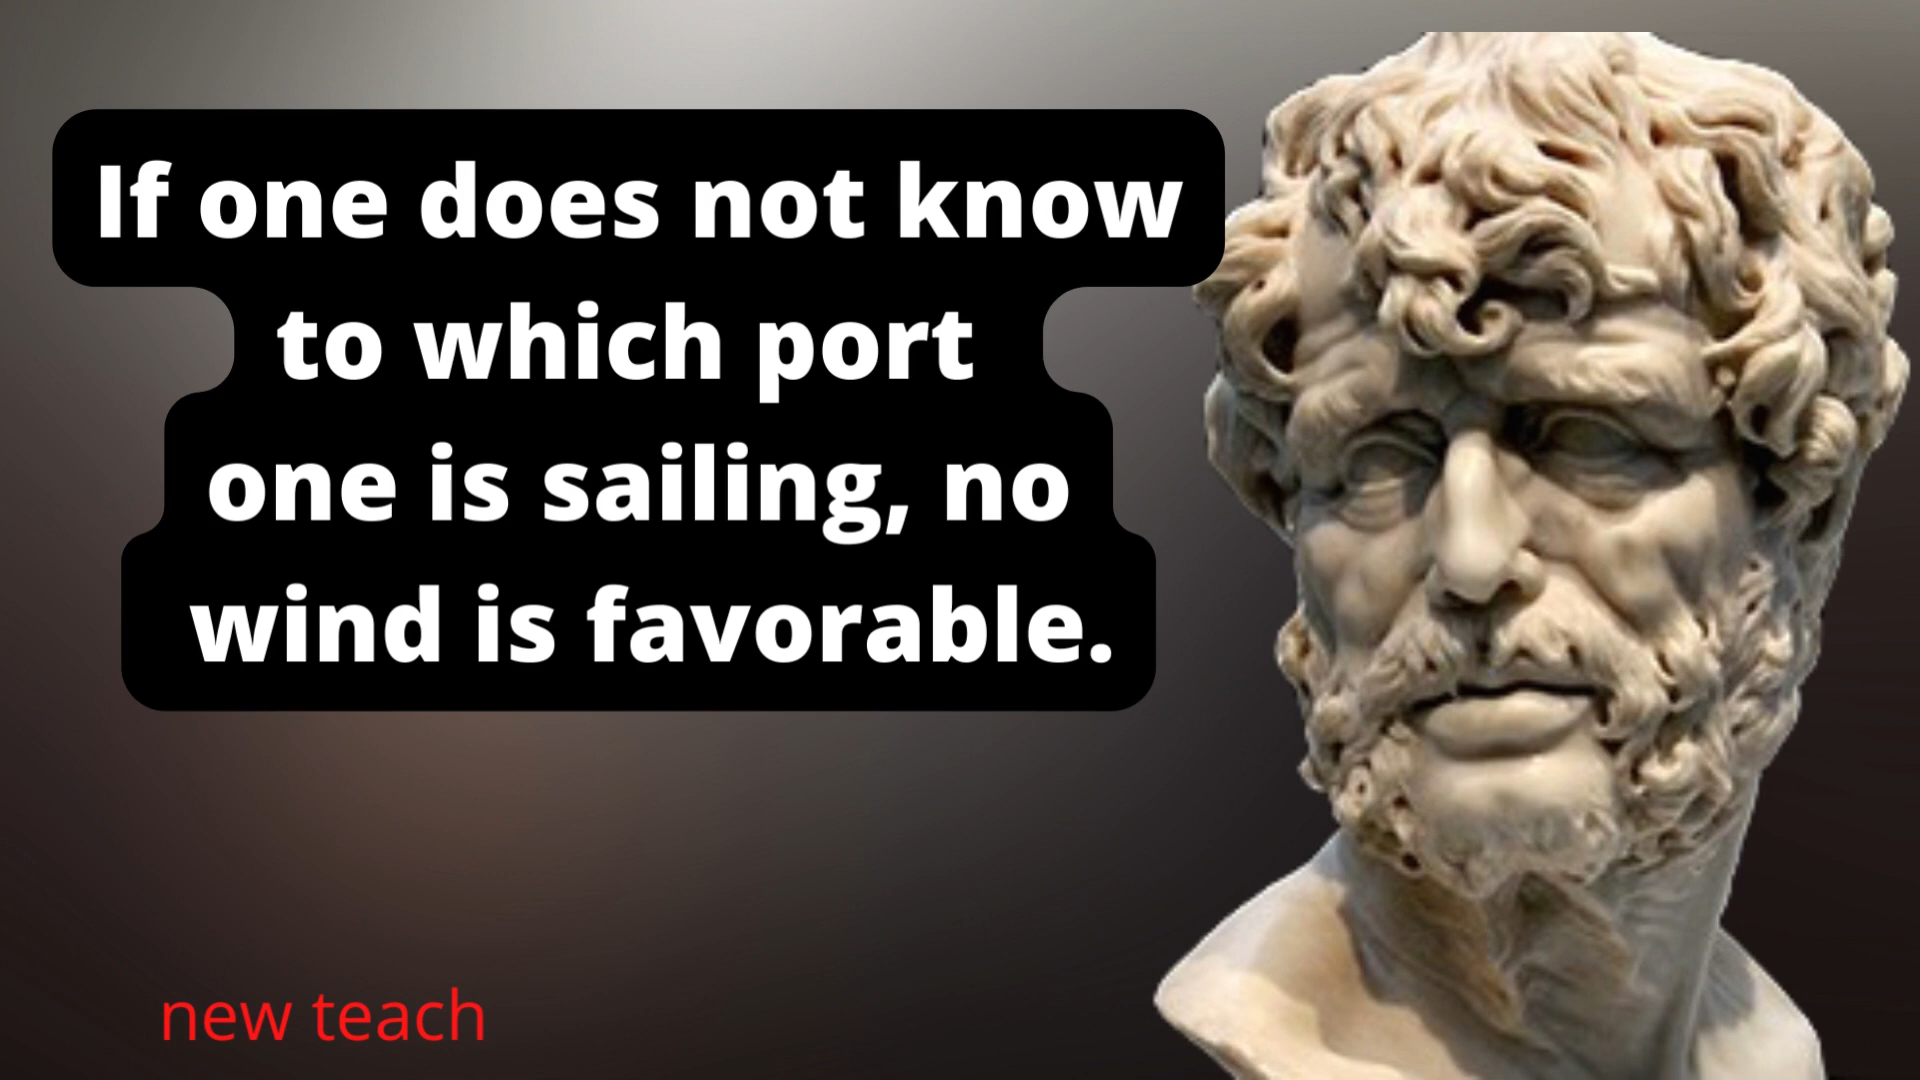 If one does not know
to which port
one is sailing, no
wind is favorable.
new teach